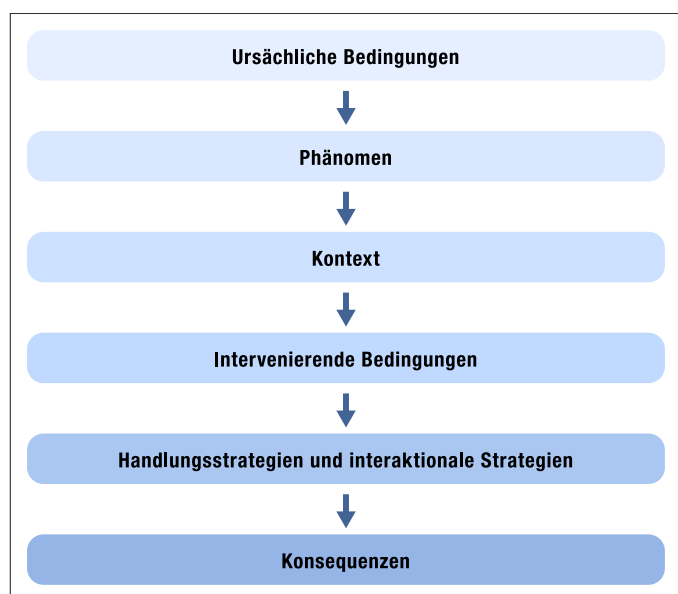 Ursächliche Bedingungen
Phänomen
Kontext
Intervenierende Bedingungen
Handlungsstrategien und interaktionale Strategien
Konsequenzen